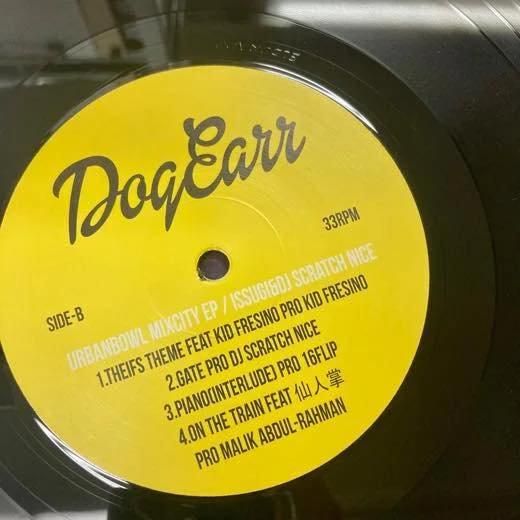 DogEarr
33RPM
SIDE-B
URBANBOWL MIXCITY EP / ISSUGI&DJ SCRATCH NICE
1.THEIFS THEME FEAT KID FRESINO PRO KID FRESINO
2.GATE PRO DJ SCRATCH NICE
3.PIANO(INTERLUDE) PRO 16FLIP
4.ON THE TRAIN FEAT 仙人掌
PRO MALIK ABDUL-RAHMAN